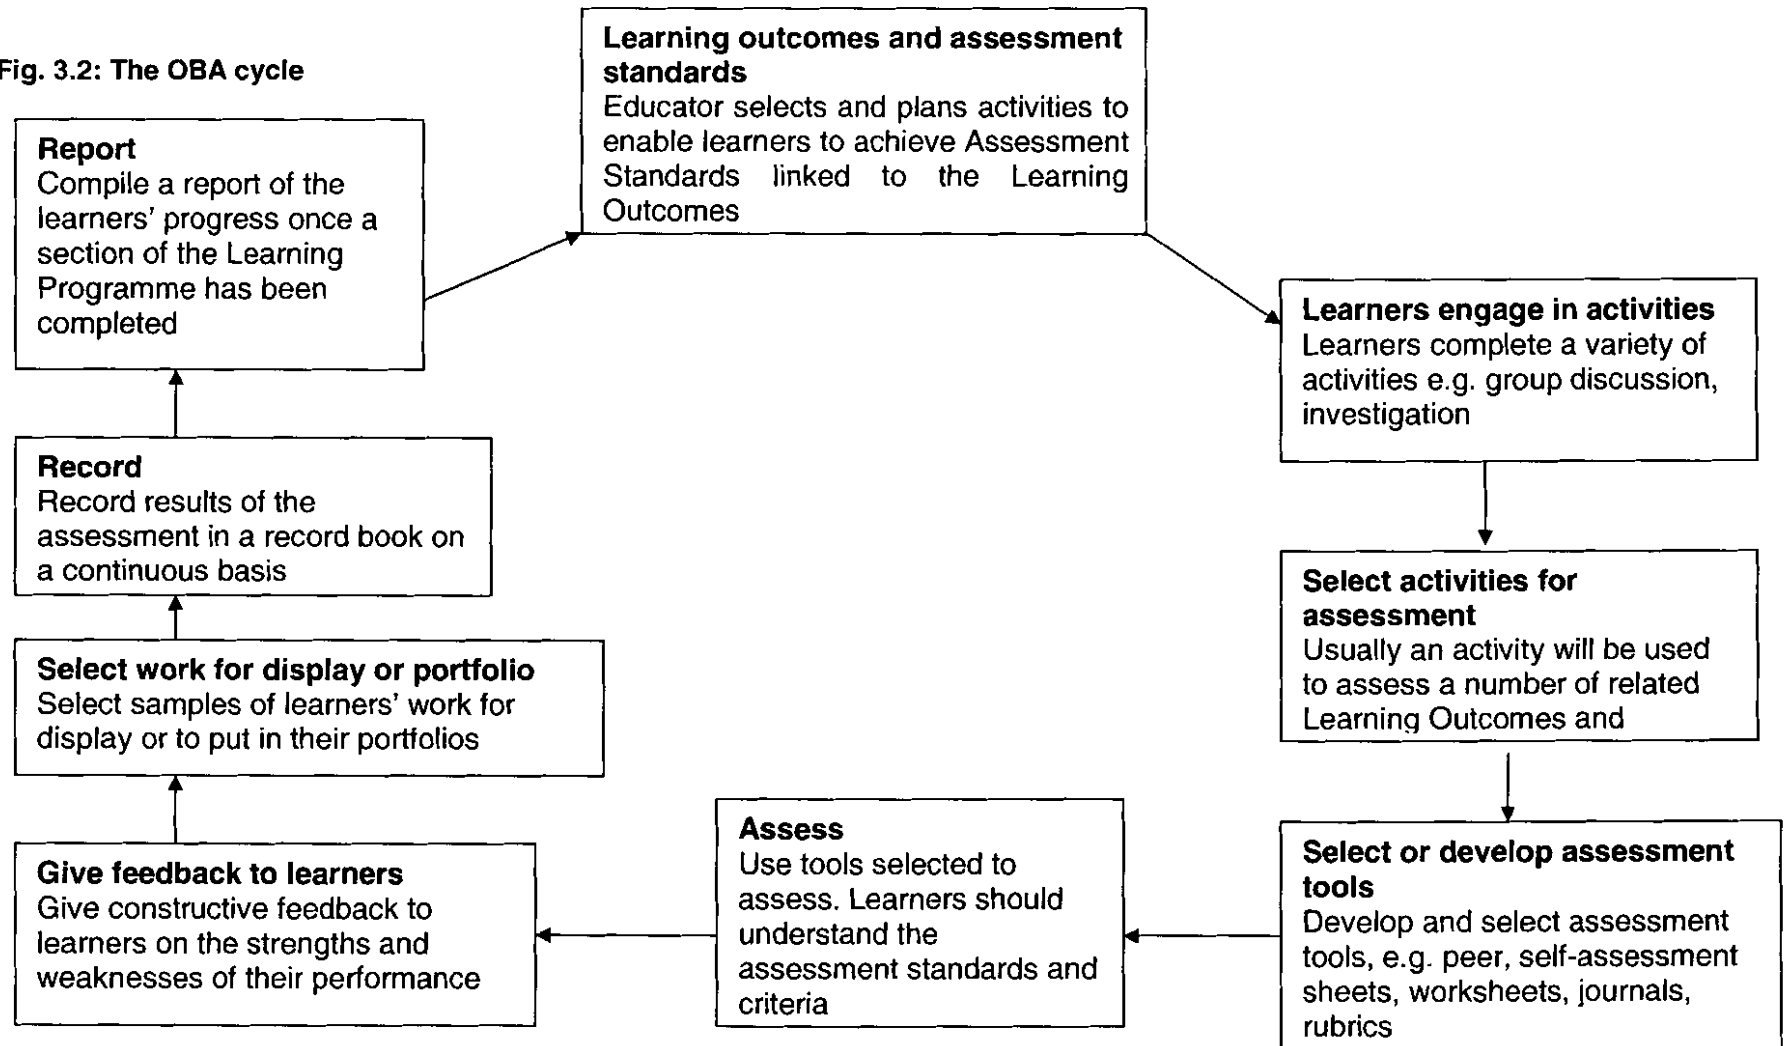 Fig. 3.2: The OBA cycle
Learning outcomes and assessment
standards
Educator selects and plans activities to
enable learners to achieve Assessment
Standards linked to the Learning
Outcomes
Learners engage in activities
Learners complete a variety of
activities e.g. group discussion,
investigation
Select activities for
assessment
Usually an activity will be used
to assess a number of related
Learning Outcomes and
Select or develop assessment
tools
Develop and select assessment
tools, e.g. peer, self-assessment
sheets, worksheets, journals,
rubrics
Assess
Use tools selected to
assess. Learners should
understand the
assessment standards and
criteria
Give feedback to learners
Give constructive feedback to
learners on the strengths and
weaknesses of their performance
Select work for display or portfolio
Select samples of learners' work for
display or to put in their portfolios
Record
Record results of the
assessment in a record book on
a continuous basis
Report
Compile a report of the
learners' progress once a
section of the Learning
Programme has been
completed